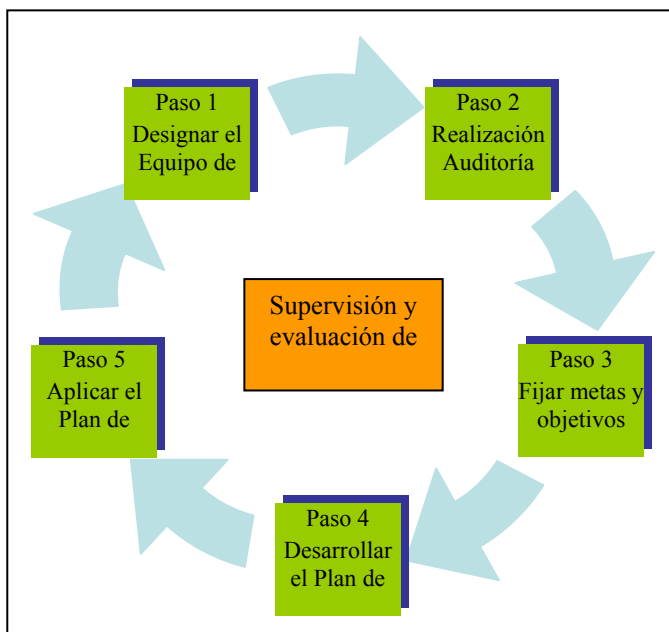 Paso 1
Designar el
Equipo de
Paso 2
Realización
Auditoría
Supervisión y
evaluación de
Paso 3
Fijar metas y
objetivos
Paso 4
Desarrollar
el Plan de
Paso 5
Aplicar el
Plan de